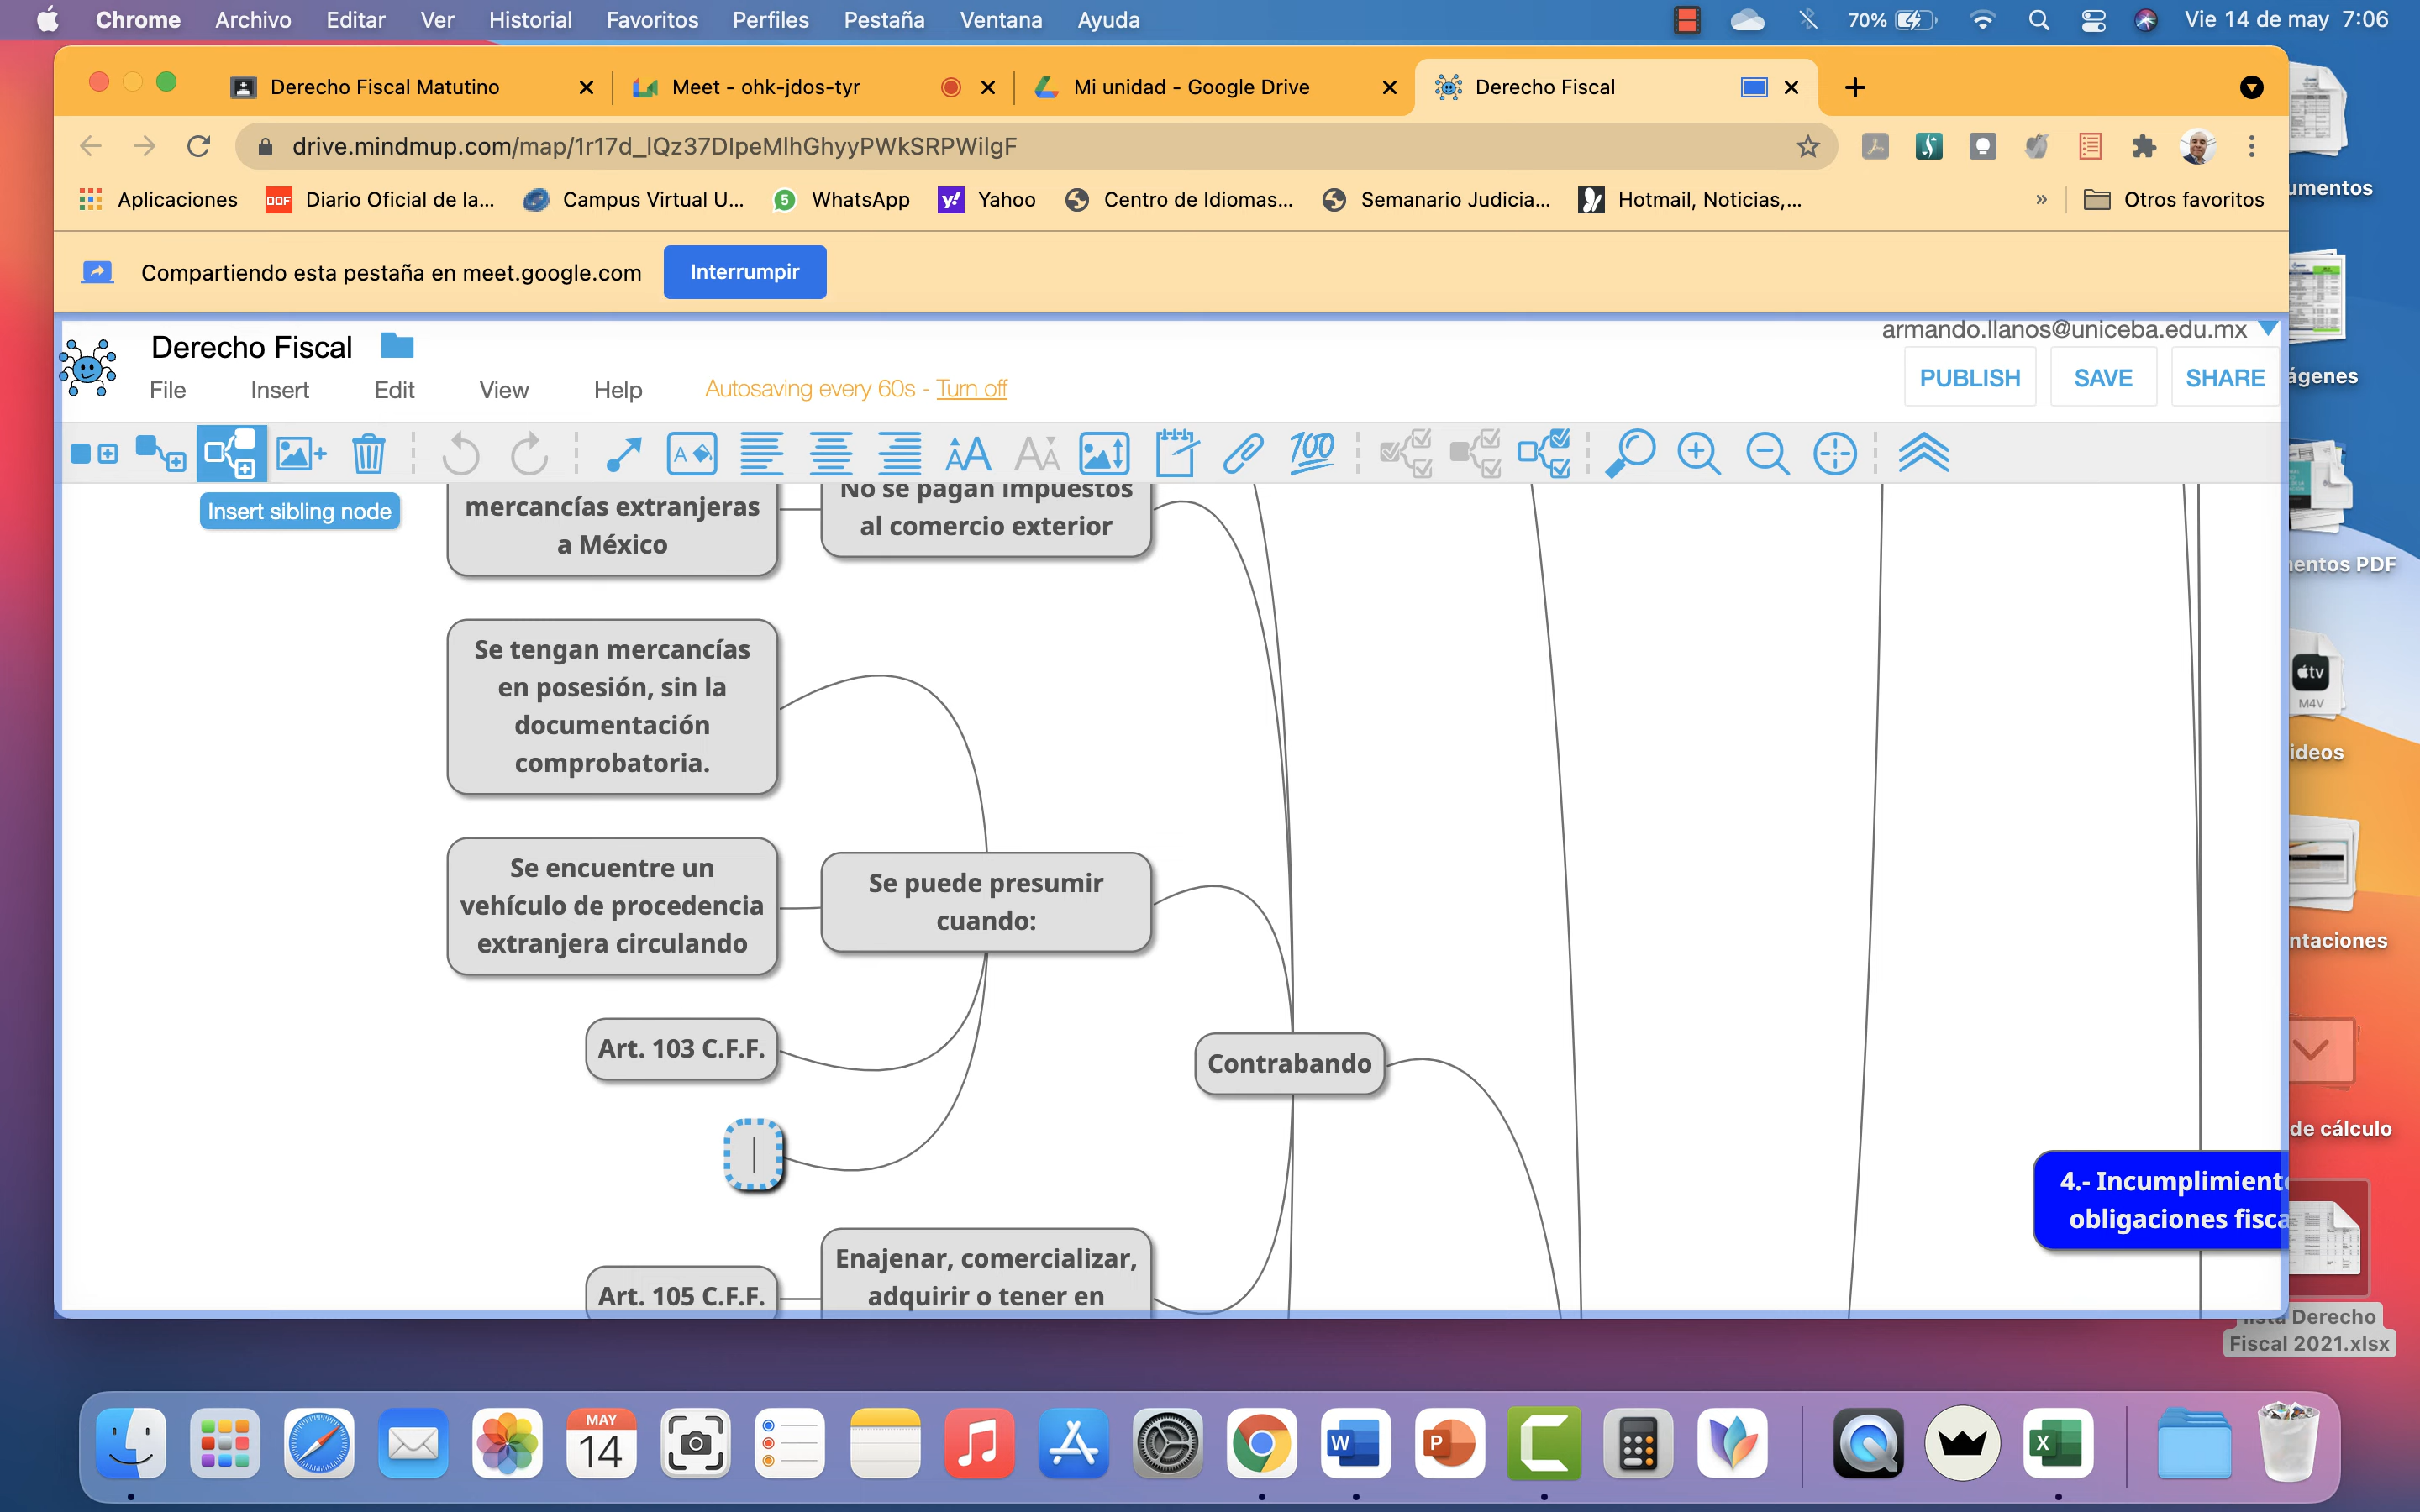 Chrome Archivo Editar Ver Historial Favoritos Perfiles Pestaña Ventana Ayuda 70% Vie 14 de may 7:06
Derecho Fiscal Matutino Meet - ohk-jdos-tyr Mi unidad - Google Drive Derecho Fiscal
drive.mindmup.com/map/1r17d_lQz37DIpeMlhGhyyPWkSRPWilgF
Aplicaciones DOF Diario Oficial de la... Campus Virtual U... 5 WhatsApp Yahoo Centro de Idiomas... Semanario Judicia... Hotmail, Noticias,... » Otros favoritos
Compartiendo esta pestaña en meet.google.com Interrumpir
Derecho Fiscal
armando.llanos@uniceba.edu.mx
File Insert Edit View Help Autosaving every 60s - Turn off
PUBLISH SAVE SHARE
Insert sibling node
mercancías extranjeras
a México
No se pagan impuestos
al comercio exterior
Se tengan mercancías
en posesión, sin la
documentación
comprobatoria.
Se encuentre un
vehículo de procedencia
extranjera circulando
Se puede presumir
cuando:
Art. 103 C.F.F.
Contrabando
4.- Incumplimient
obligaciones fisca
Enajenar, comercializar,
adquirir o tener en
Art. 105 C.F.F.
umentos
ágenes
entos PDF
tv
M4V
ideos
ntaciones
de cálculo
lista Derecho
Fiscal 2021.xlsx
MAY
14